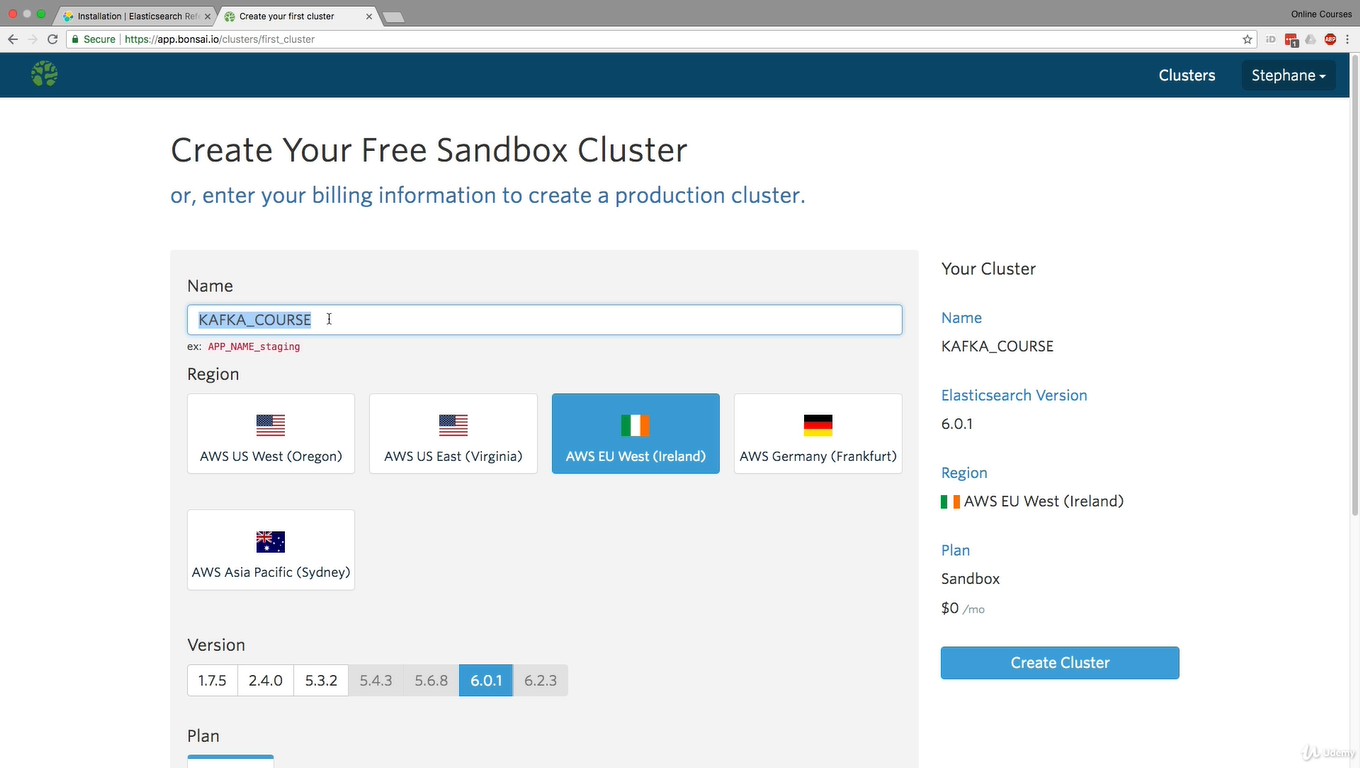 Installation | Elasticsearch Ref
Create your first cluster
Online Courses
Secure | https://app.bonsai.io/clusters/first_cluster
iD
1
ABP
Clusters
Stephane
Create Your Free Sandbox Cluster
or, enter your billing information to create a production cluster.
Name
KAFKA_COURSE
ex: APP_NAME_staging
Region
AWS US West (Oregon)
AWS US East (Virginia)
AWS EU West (Ireland)
AWS Germany (Frankfurt)
AWS Asia Pacific (Sydney)
Version
1.7.5 2.4.0 5.3.2 5.4.3 5.6.8 6.0.1 6.2.3
Plan
Your Cluster
Name
KAFKA_COURSE
Elasticsearch Version
6.0.1
Region
AWS EU West (Ireland)
Plan
Sandbox
$0 /mo
Create Cluster
Udemy